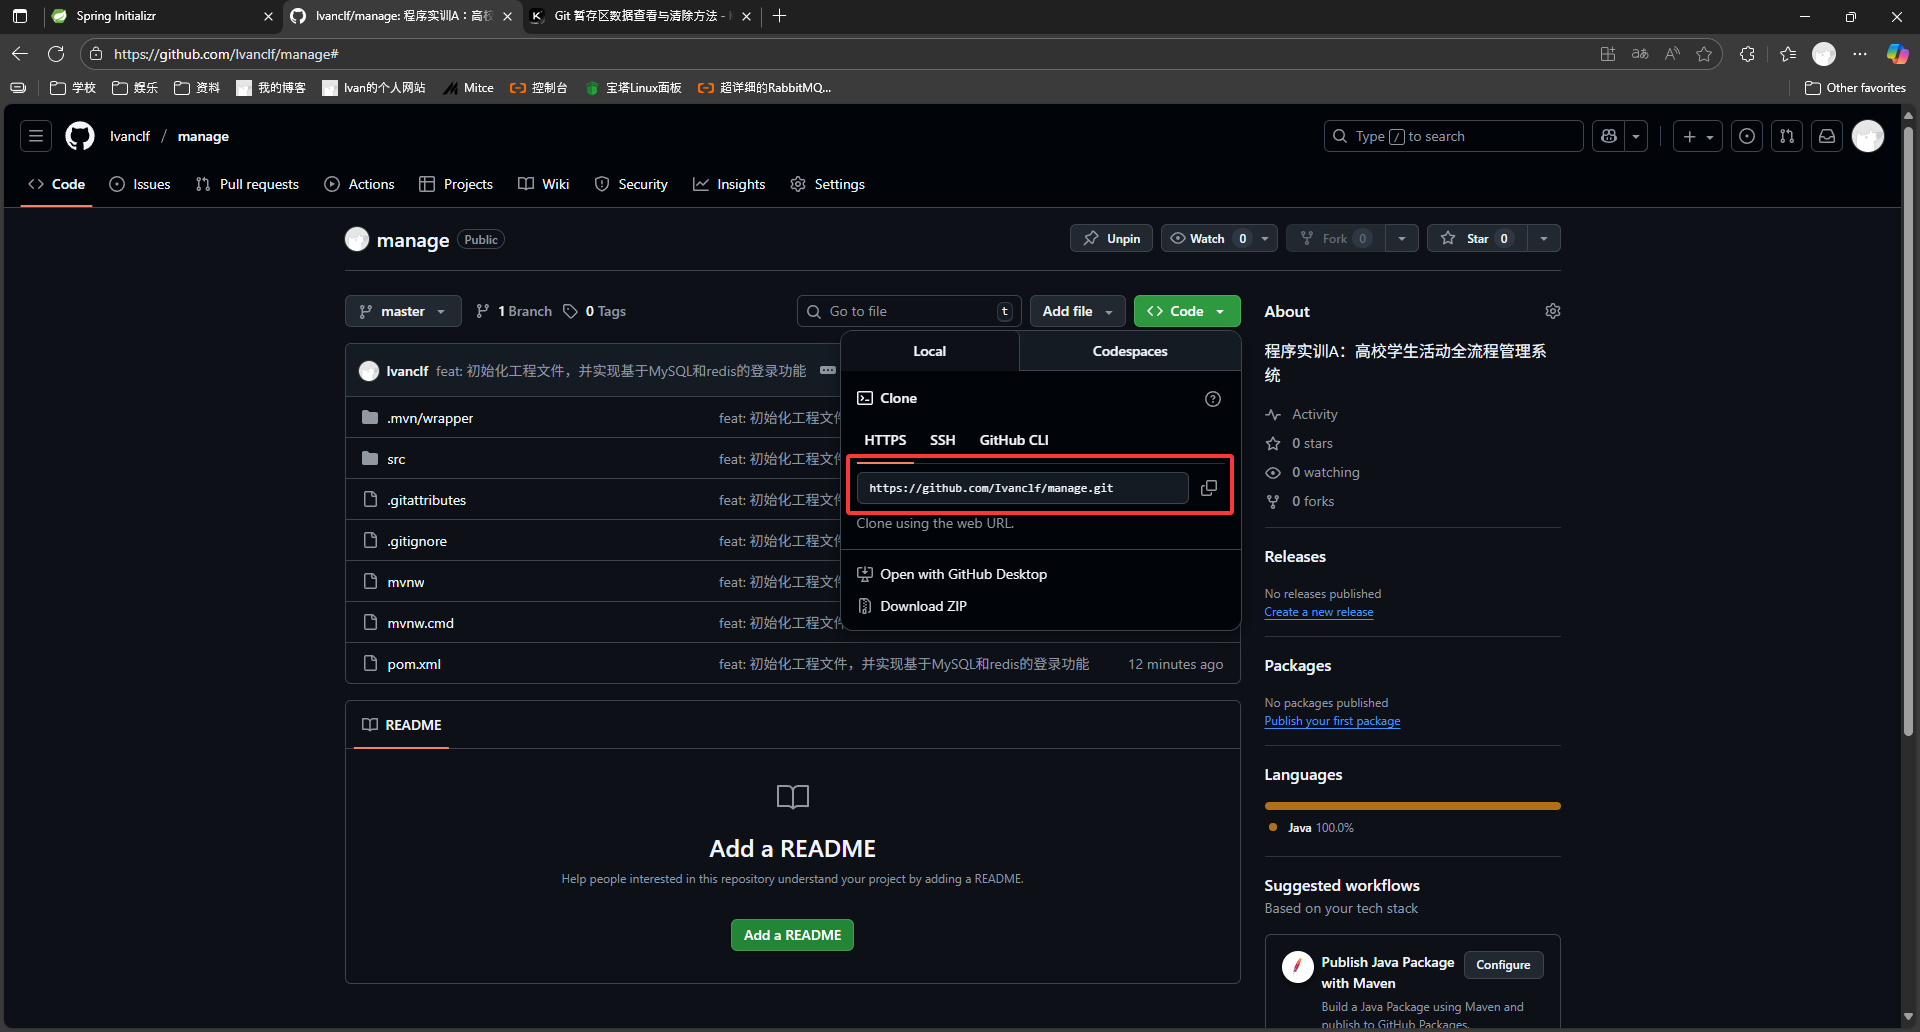 Spring Initializr
Ivanclf/manage: 程序实训A：高校
Git 暂存区数据查看与清除方法 -
https://github.com/Ivanclf/manage#
学校
娱乐
资料
我的博客
Ivan的个人网站
Mitce
控制台
宝塔Linux面板
超详细的RabbitMQ...
Other favorites
Ivanclf / manage
Type / to search
Code
Issues
Pull requests
Actions
Projects
Wiki
Security
Insights
Settings
manage
Public
Unpin
Watch 0
Fork 0
Star 0
master
1 Branch
0 Tags
Go to file
t
Add file
Code
Local
Codespaces
Clone
HTTPS
SSH
GitHub CLI
https://github.com/Ivanclf/manage.git
Clone using the web URL.
Open with GitHub Desktop
Download ZIP
Ivanclf feat: 初始化工程文件，并实现基于MySQL和redis的登录功能
.mvn/wrapper feat: 初始化工程文件
src feat: 初始化工程文件
.gitattributes feat: 初始化工程文件
.gitignore feat: 初始化工程文件
mvnw feat: 初始化工程文件
mvnw.cmd feat: 初始化工程文件
pom.xml feat: 初始化工程文件，并实现基于MySQL和redis的登录功能 12 minutes ago
README
Add a README
Help people interested in this repository understand your project by adding a README.
Add a README
About
程序实训A：高校学生活动全流程管理系
统
Activity
0 stars
0 watching
0 forks
Releases
No releases published
Create a new release
Packages
No packages published
Publish your first package
Languages
Java 100.0%
Suggested workflows
Based on your tech stack
Publish Java Package
with Maven
Configure
Build a Java Package using Maven and
publish to GitHub Packages.